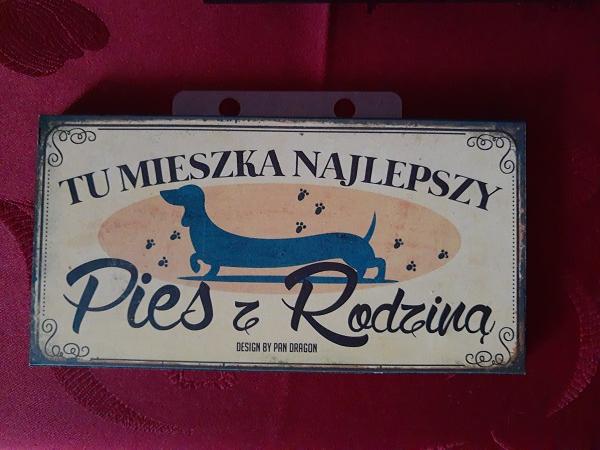 TU MIESZKA NAJLEPSZY
Pies z Rodziną
DESIGN BY PAN DRAGON